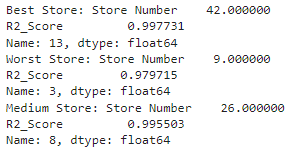 Best Store: Store Number    42.000000
R2_Score         0.997731
Name: 13, dtype: float64
Worst Store: Store Number    9.000000
R2_Score        0.979715
Name: 3, dtype: float64
Medium Store: Store Number    26.000000
R2_Score         0.995503
Name: 8, dtype: float64